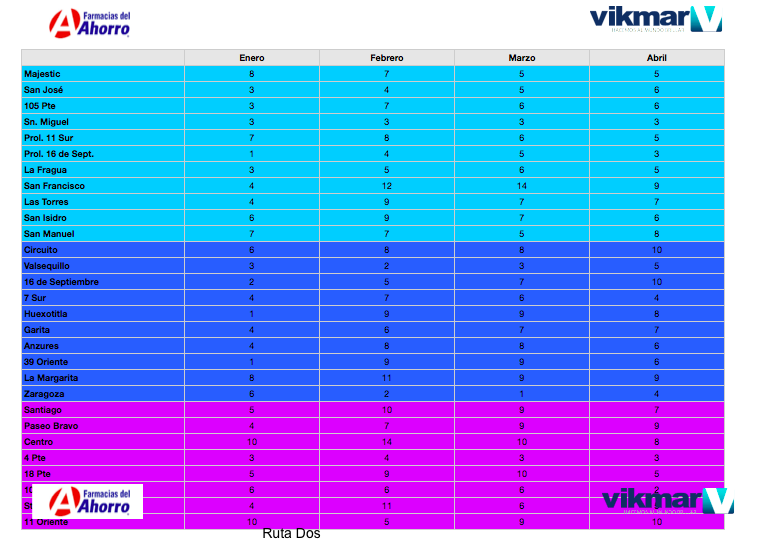 Farmacias del Ahorro
vikmar
HACEMOS AL MUNDO BELLA R
Enero Febrero Marzo Abril
Majestic 8 7 5 5
San José 3 4 5 6
105 Pte 3 7 6 6
Sn. Miguel 3 3 3 3
Prol. 11 Sur 7 8 6 5
Prol. 16 de Sept. 1 4 5 3
La Fragua 3 5 6 5
San Francisco 4 12 14 9
Las Torres 4 9 7 7
San Isidro 6 9 7 6
San Manuel 7 7 5 8
Circuito 6 8 8 10
Valsequillo 3 2 3 5
16 de Septiembre 2 5 7 10
7 Sur 4 7 6 4
Huexotitla 1 9 9 8
Garita 4 6 7 7
Anzures 4 8 8 6
39 Oriente 1 9 9 6
La Margarita 8 11 9 9
Zaragoza 6 2 1 4
Santiago 5 10 9 7
Paseo Bravo 4 7 9 9
Centro 10 14 10 8
4 Pte 3 4 3 3
18 Pte 5 9 10 5
6 6 6 2
4 11 6
11 Oriente 10 5 9 10
Farmacias del Ahorro
vikmar
Ruta Dos